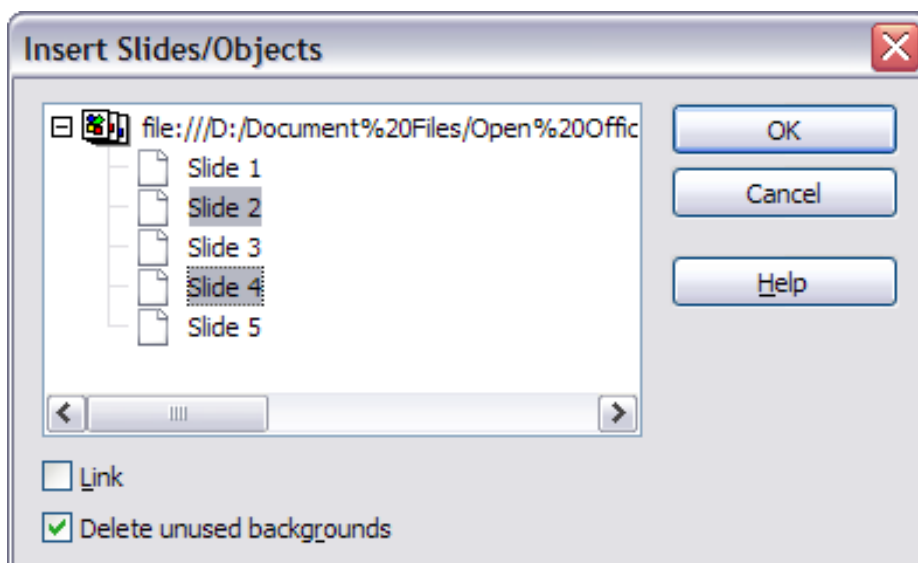 Insert Slides/Objects
file:///D:/Document%20Files/Open%20Offic
Slide 1
Slide 2
Slide 3
Slide 4
Slide 5
OK
Cancel
Help
Link
Delete unused backgrounds